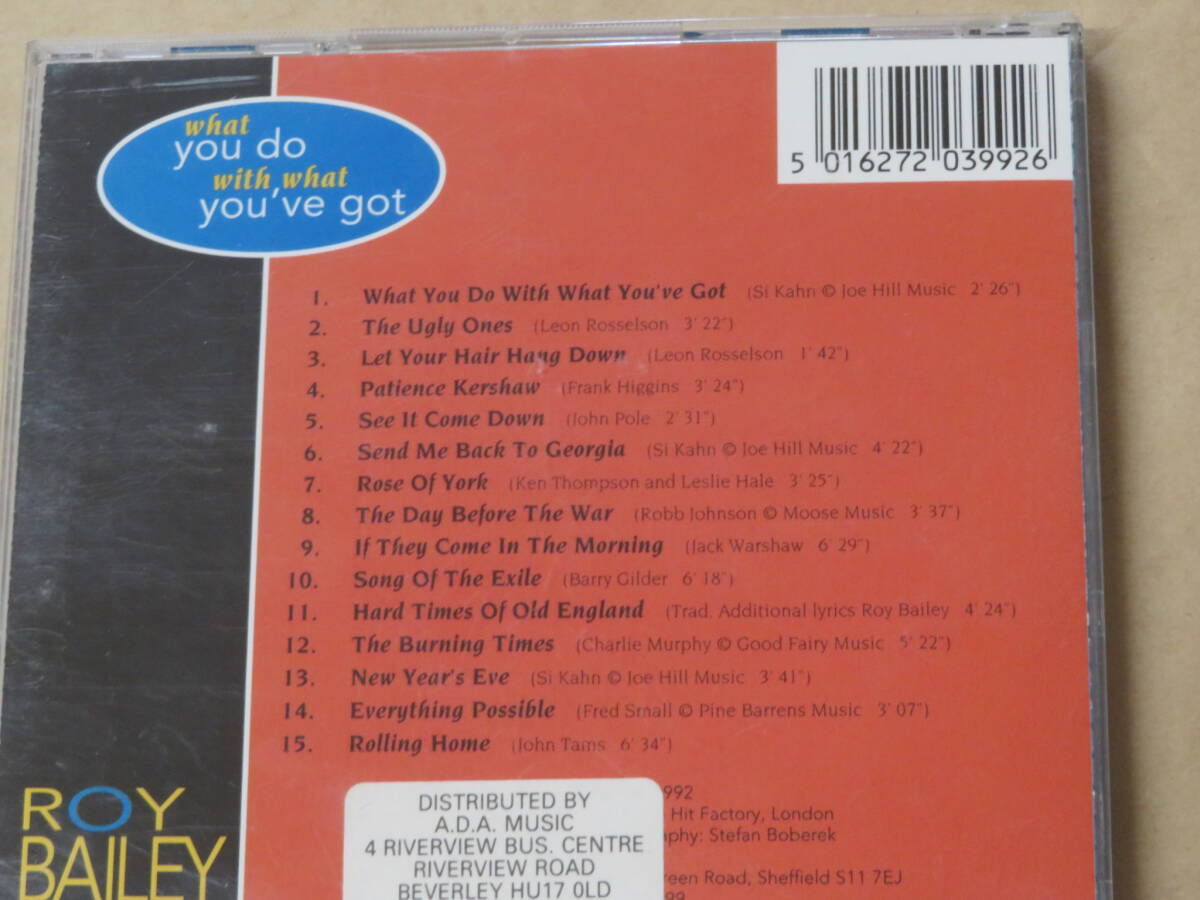 what
you do
with what
you've got
5 016272 039926
1. What You Do With What You've Got (Si Kahn © Joe Hill Music 2' 26")
2. The Ugly Ones (Leon Rosselson 3' 22")
3. Let Your Hair Hang Down (Leon Rosselson 1' 42")
4. Patience Kershaw (Frank Higgins 3' 24")
5. See It Come Down (John Pole 2' 31")
6. Send Me Back To Georgia (Si Kahn © Joe Hill Music 4' 22")
7. Rose Of York (Ken Thompson and Leslie Hale 3' 25")
8. The Day Before The War (Robb Johnson © Moose Music 3' 37")
9. If They Come In The Morning (Jack Warshaw 6' 29")
10. Song Of The Exile (Barry Gilder 6' 18")
11. Hard Times Of Old England (Trad. Additional lyrics Roy Bailey 4' 24")
12. The Burning Times (Charlie Murphy © Good Fairy Music 5' 22")
13. New Year's Eve (Si Kahn © Joe Hill Music 3' 41")
14. Everything Possible (Fred Small © Pine Barrens Music 3' 07")
15. Rolling Home (John Tams 6' 34")
ROY
BAILEY
DISTRIBUTED BY
A.D.A. MUSIC
4 RIVERVIEW BUS. CENTRE
RIVERVIEW ROAD
BEVERLEY HU17 0LD
992
Hit Factory, London
aphy: Stefan Boberek
reen Road, Sheffield S11 7EJ